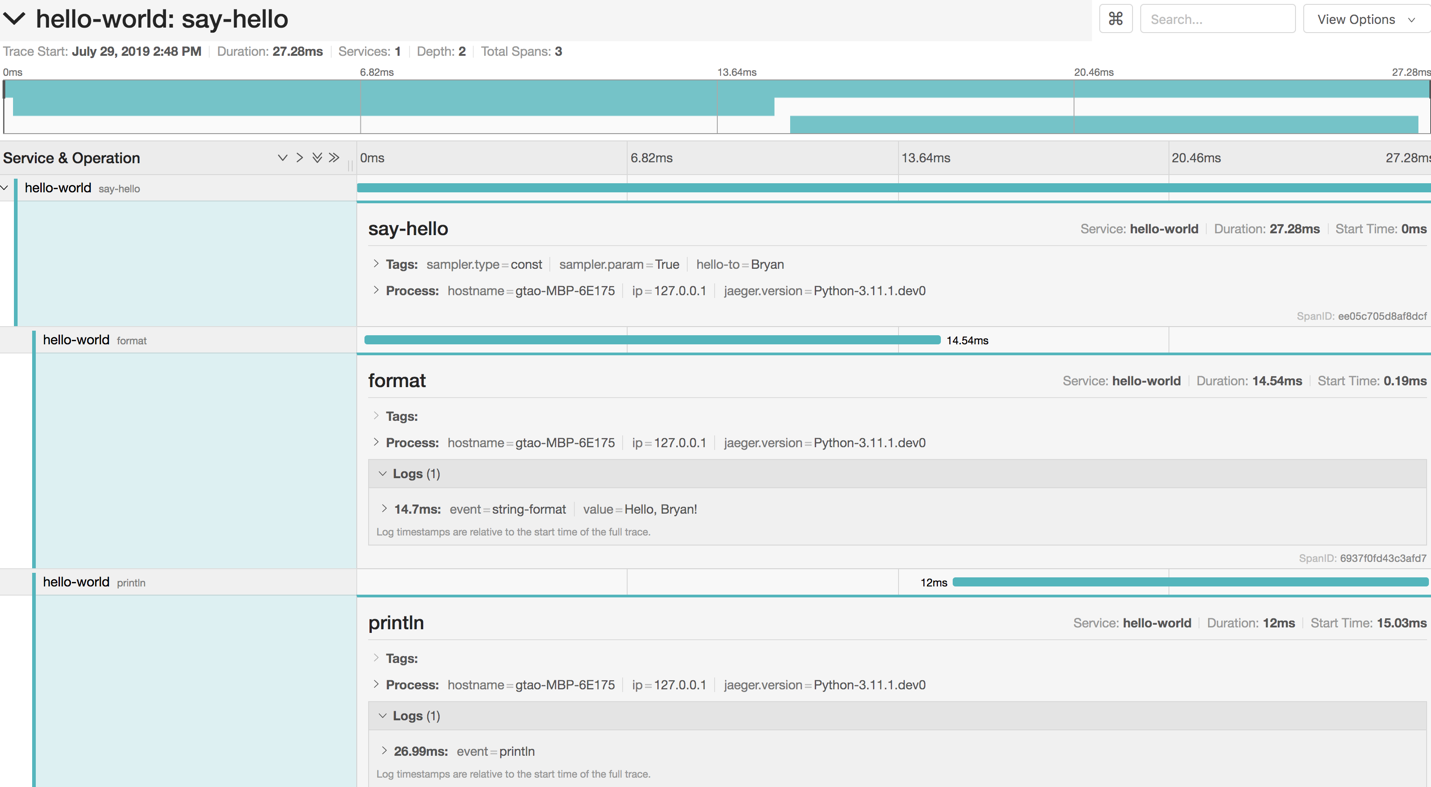 hello-world: say-hello
⌘ Search... View Options
Trace Start: July 29, 2019 2:48 PM Duration: 27.28ms Services: 1 Depth: 2 Total Spans: 3
0ms 6.82ms 13.64ms 20.46ms 27.28ms
Service & Operation 0ms 6.82ms 13.64ms 20.46ms 27.28ms
hello-world say-hello
say-hello Service: hello-world Duration: 27.28ms Start Time: 0ms
Tags: sampler.type=const sampler.param=True hello-to=Bryan
Process: hostname=gtao-MBP-6E175 ip=127.0.0.1 jaeger.version=Python-3.11.1.dev0
SpanID: ee05c705d8af8dcf
hello-world format 14.54ms
format Service: hello-world Duration: 14.54ms Start Time: 0.19ms
Tags:
Process: hostname=gtao-MBP-6E175 ip=127.0.0.1 jaeger.version=Python-3.11.1.dev0
Logs (1)
14.7ms: event=string-format value=Hello, Bryan!
Log timestamps are relative to the start time of the full trace.
SpanID: 6937f0fd43c3afd7
hello-world println 12ms
println Service: hello-world Duration: 12ms Start Time: 15.03ms
Tags:
Process: hostname=gtao-MBP-6E175 ip=127.0.0.1 jaeger.version=Python-3.11.1.dev0
Logs (1)
26.99ms: event=println
Log timestamps are relative to the start time of the full trace.